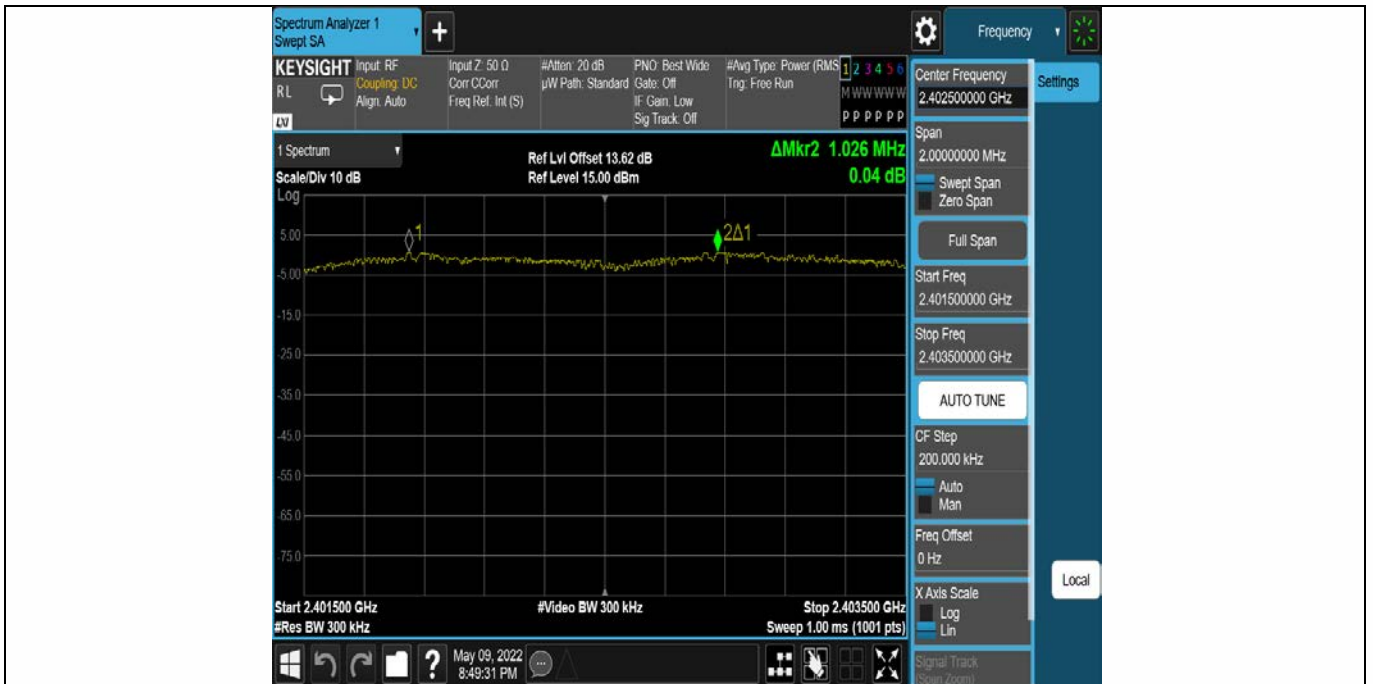 Spectrum Analyzer 1
Swept SA
+
Frequency
KEYSIGHT
RL
Input: RF
Coupling: DC
Align: Auto
Input Z: 50 Ω
Corr CCorr
Freq Ref: Int (S)
#Atten: 20 dB
µW Path: Standard
PNO: Best Wide
Gate: Off
IF Gain: Low
Sig Track: Off
#Avg Type: Power (RMS
Trig: Free Run
1 2 3 4 5 6
M W W W W W
P P P P P P
1 Spectrum
Scale/Div 10 dB
Ref Lvl Offset 13.62 dB
Ref Level 15.00 dBm
ΔMkr2 1.026 MHz
0.04 dB
Log
5.00
-5.00
-15.0
-25.0
-35.0
-45.0
-55.0
-65.0
-75.0
1
2Δ1
Start 2.401500 GHz
#Res BW 300 kHz
#Video BW 300 kHz
Stop 2.403500 GHz
Sweep 1.00 ms (1001 pts)
Center Frequency
2.402500000 GHz
Span
2.00000000 MHz
Swept Span
Zero Span
Full Span
Start Freq
2.401500000 GHz
Stop Freq
2.403500000 GHz
AUTO TUNE
CF Step
200.000 kHz
Auto
Man
Freq Offset
0 Hz
X Axis Scale
Log
Lin
Signal Track
(Span Zoom)
Settings
Local
?
May 09, 2022
8:49:31 PM